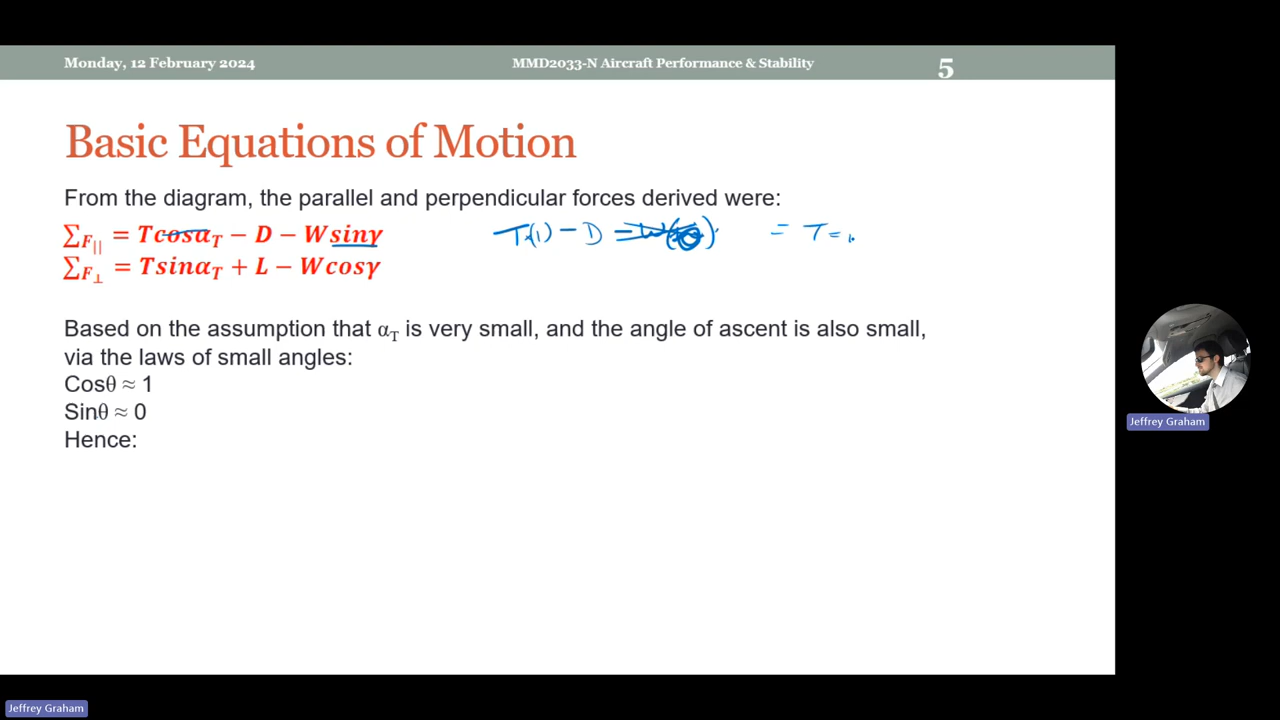 Monday, 12 February 2024 MMD2033-N Aircraft Performance & Stability 5
Basic Equations of Motion
From the diagram, the parallel and perpendicular forces derived were:
∑F|| = Tcosα_T − D − Wsinγ T(1) − D = T =
∑F⊥ = Tsinα_T + L − Wcosγ
Based on the assumption that α_T is very small, and the angle of ascent is also small,
via the laws of small angles:
Cosθ ≈ 1
Sinθ ≈ 0
Hence:
Jeffrey Graham
Jeffrey Graham